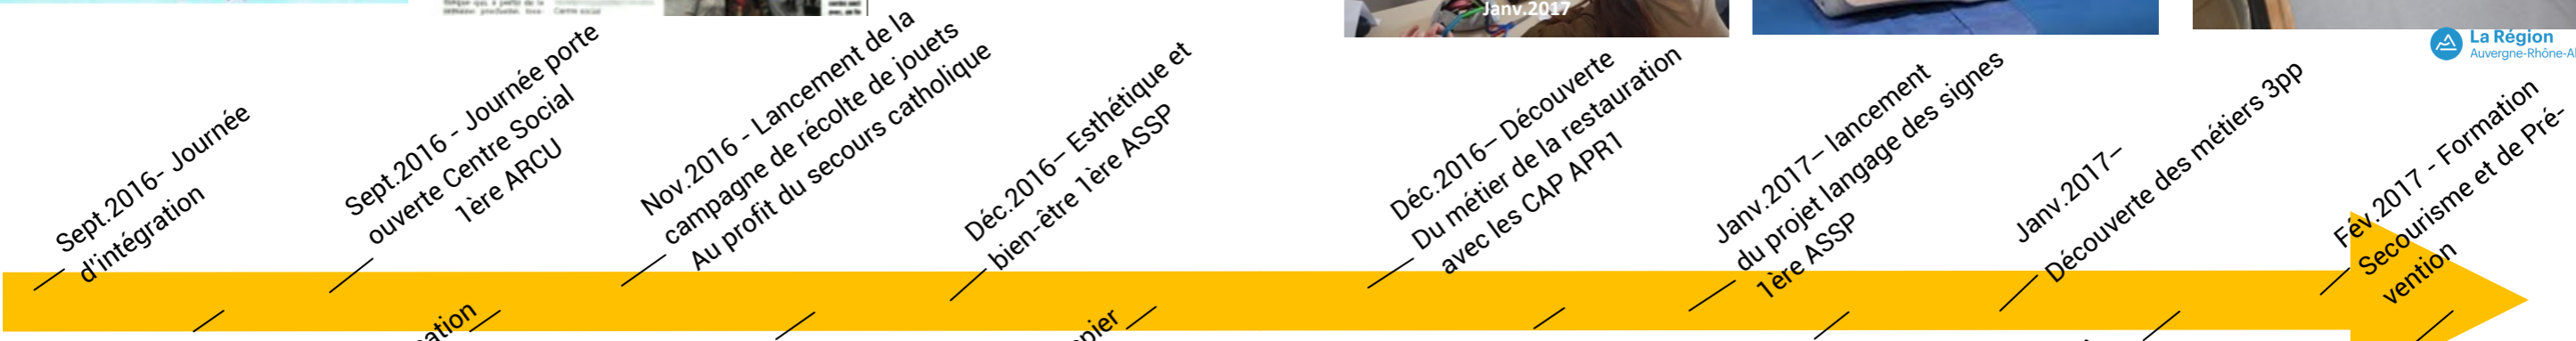 Janv.2017
La Région
Auvergne-Rhône-Al
Sept.2016- Journée
d'intégration
Sept.2016 - Journée porte
ouverte Centre Social
1ère ARCU
Nov.2016 - Lancement de la
campagne de récolte de jouets
Au profit du secours catholique
Déc.2016– Esthétique et
bien-être 1ère ASSP
Déc.2016– Découverte
Du métier de la restauration
avec les CAP APR1
Janv.2017– lancement
du projet langage des signes
1ère ASSP
Janv.2017–
Découverte des métiers 3pp
Fév.2017 - Formation
Secourisme et de Pré-
vention